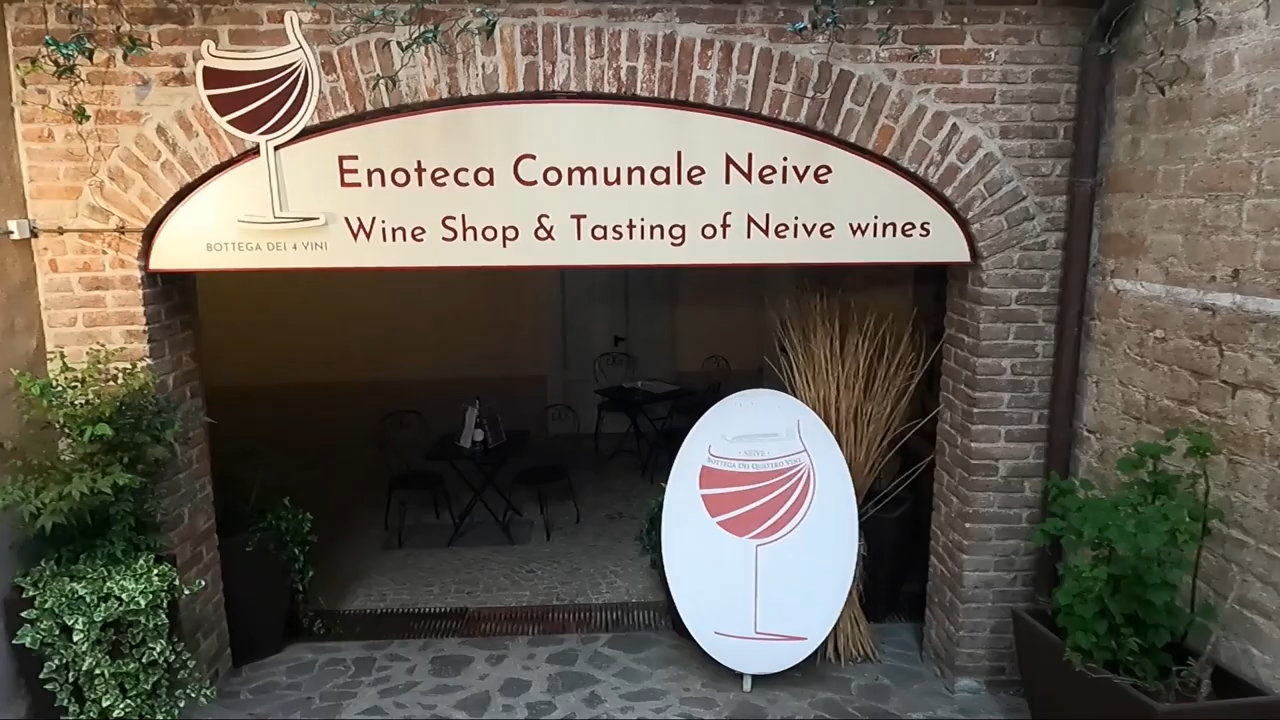 Enoteca Comunale Neive
Wine Shop & Tasting of Neive wines
BOTTEGA DEI 4 VINI
• NEIVE •
BOTTEGA DEI QUATTRO VINI